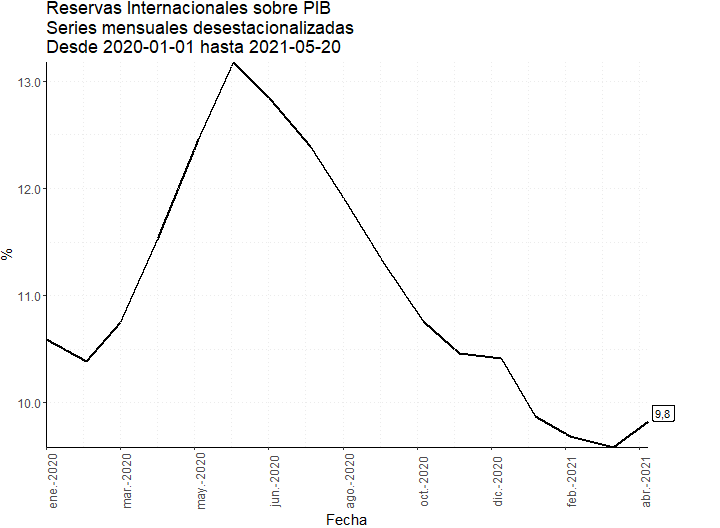 Reservas Internacionales sobre PIB
Series mensuales desestacionalizadas
Desde 2020-01-01 hasta 2021-05-20
%
13.0
12.0
11.0
10.0
9,8
ene.-2020
mar.-2020
may.-2020
jun.-2020
ago.-2020
oct.-2020
dic.-2020
feb.-2021
abr.-2021
Fecha